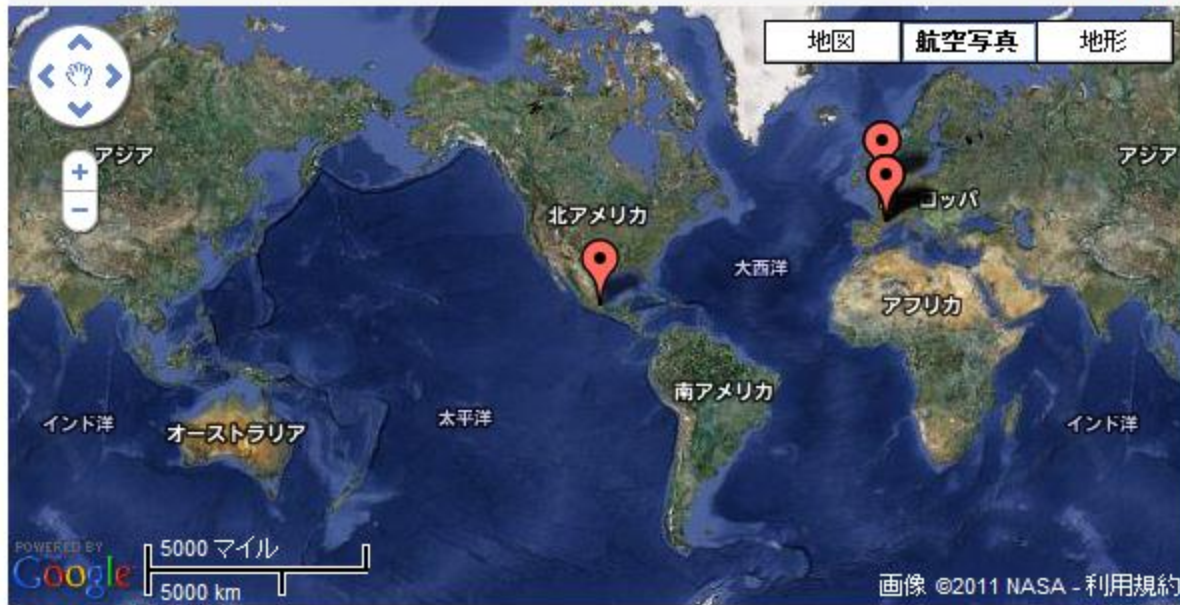 地図
航空写真
地形
アジア
アジア
+
−
北アメリカ
ロッパ
大西洋
アフリカ
南アメリカ
インド洋
オーストラリア
太平洋
インド洋
POWERED BY
Google
5000 マイル
5000 km
画像 ©2011 NASA - 利用規約